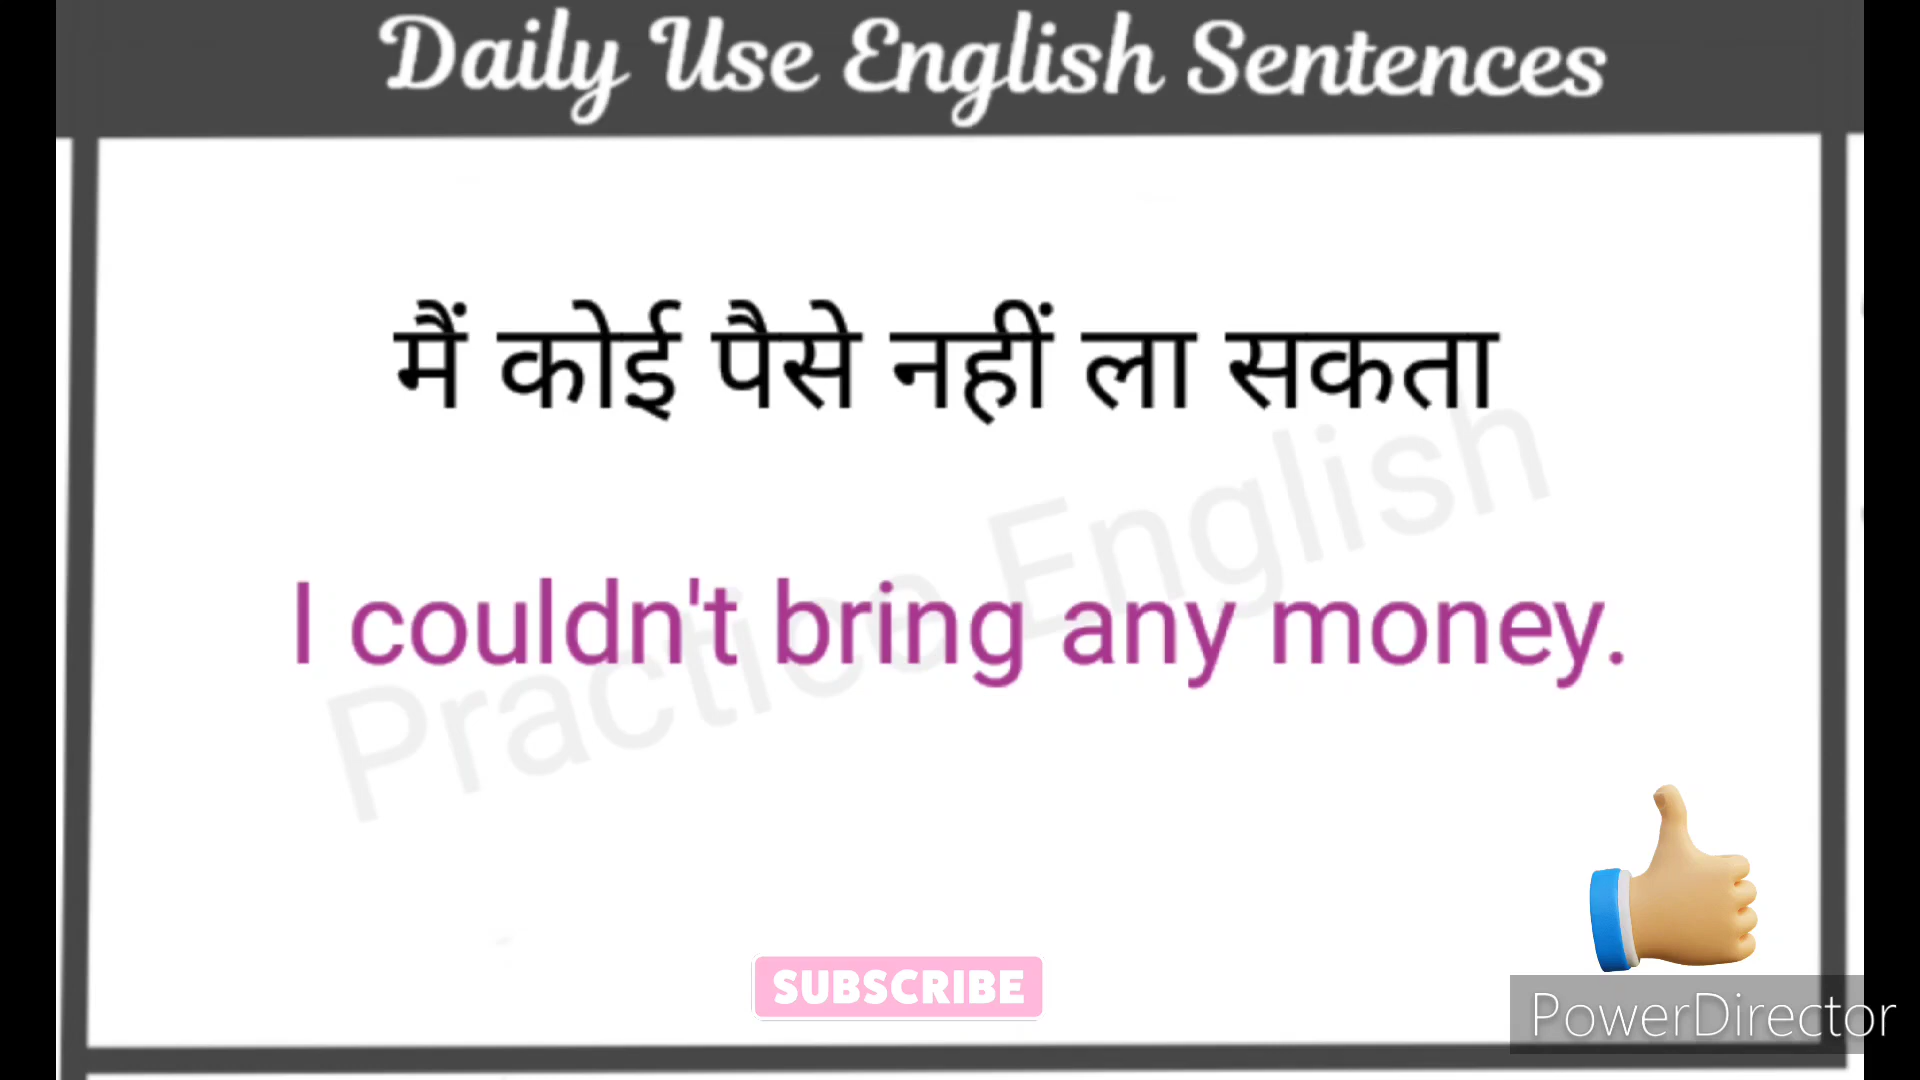 Daily Use English Sentences
मैं कोई पैसे नहीं ला सकता
I couldn't bring any money.
Practice English
SUBSCRIBE
PowerDirector